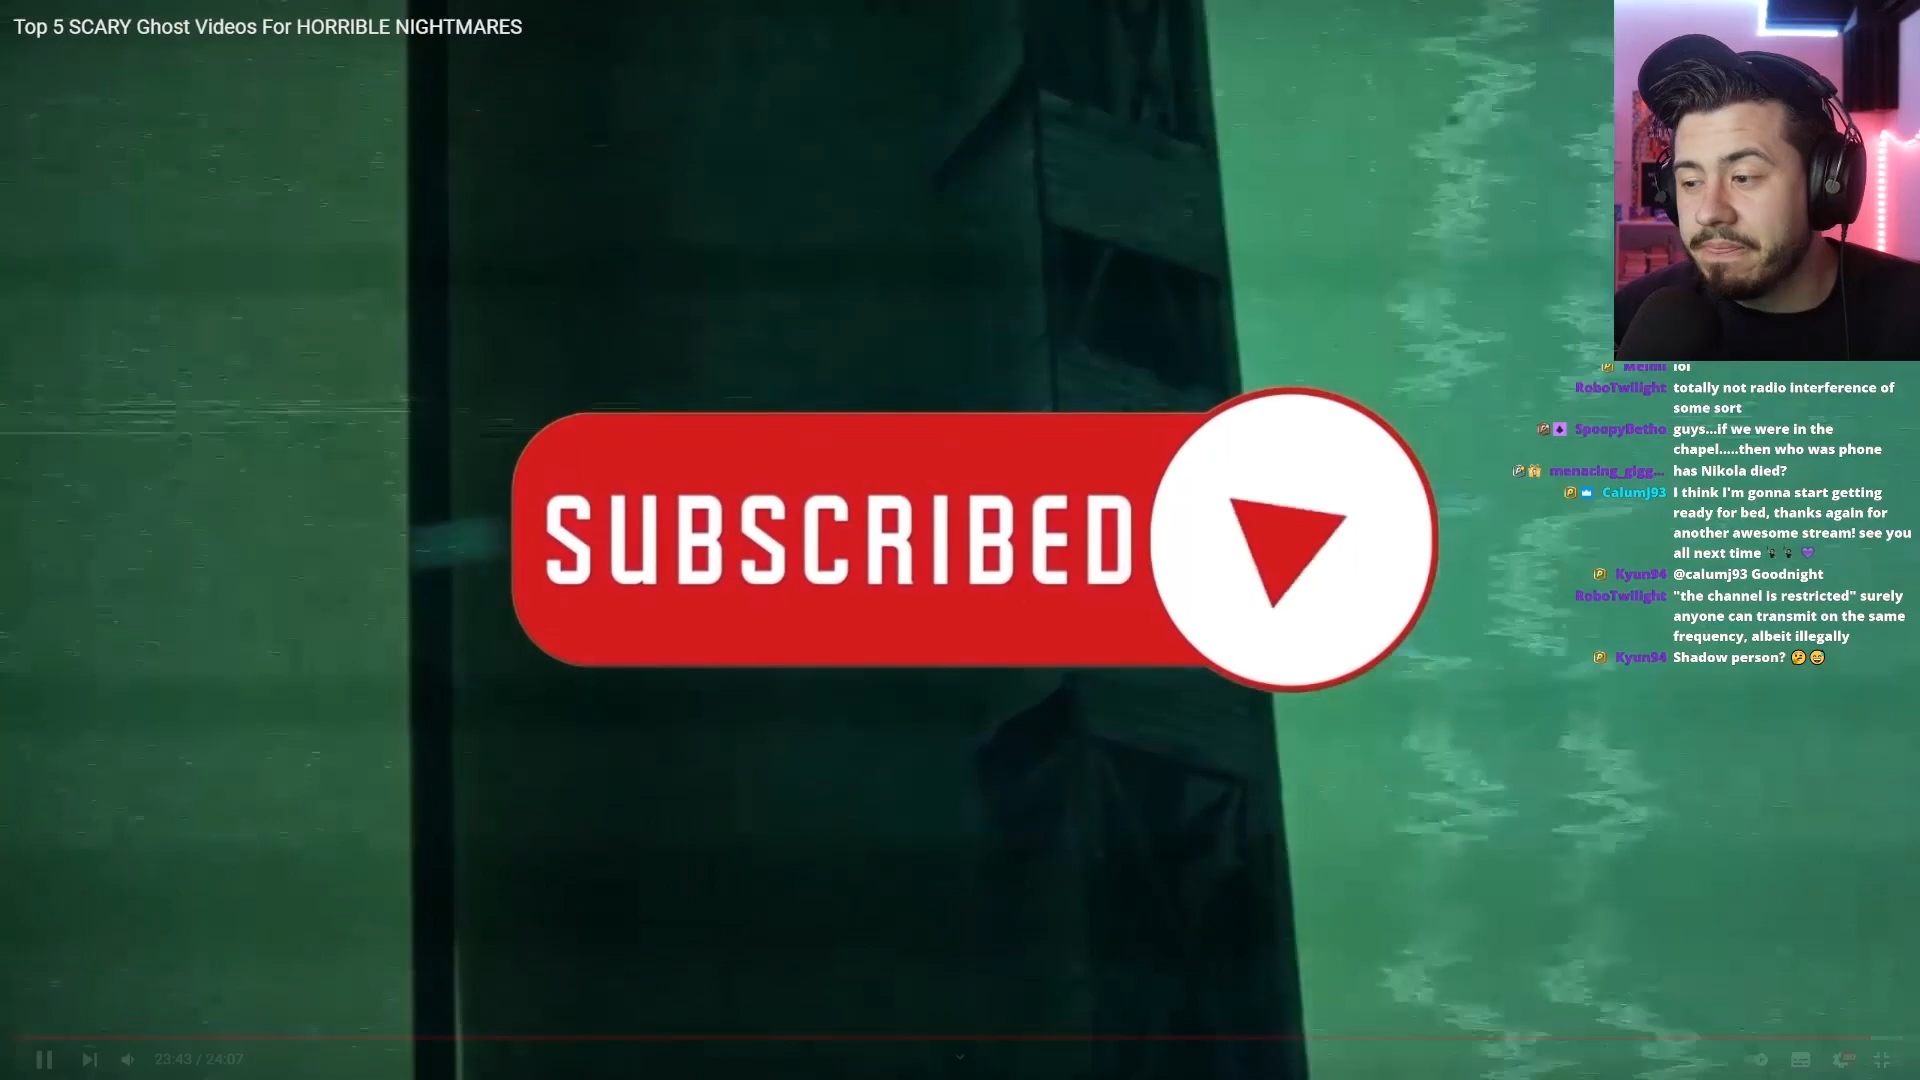 Top 5 SCARY Ghost Videos For HORRIBLE NIGHTMARES
SUBSCRIBED
lol
RoboTwilight totally not radio interference of
some sort
SpoopyBetho guys...if we were in the
chapel.....then who was phone
menacing_gigg... has Nikola died?
CalumJ93 I think I'm gonna start getting
ready for bed, thanks again for
another awesome stream! see you
all next time
Kyun94 @calumj93 Goodnight
RoboTwilight "the channel is restricted" surely
anyone can transmit on the same
frequency, albeit illegally
Kyun94 Shadow person? 🤔😄
23:43 / 24:07